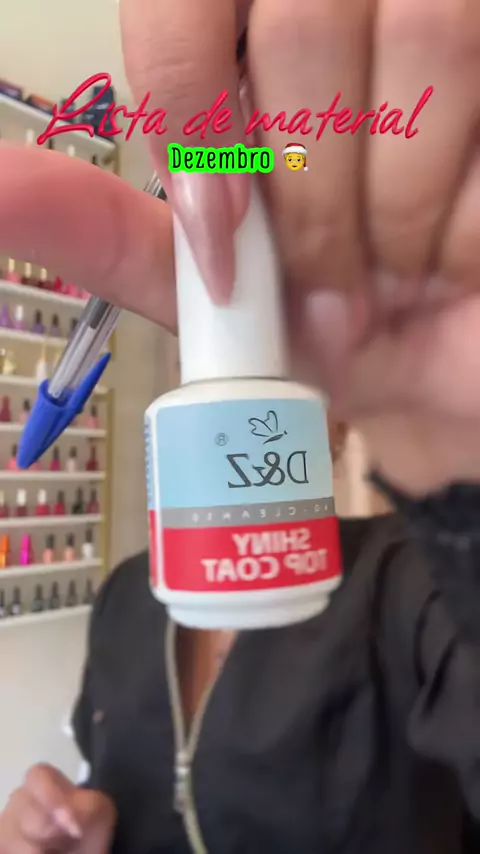 Lista de material
Dezembro 🎅
®
D&Z
NO-CLEANSE
SHINY
TOP COAT